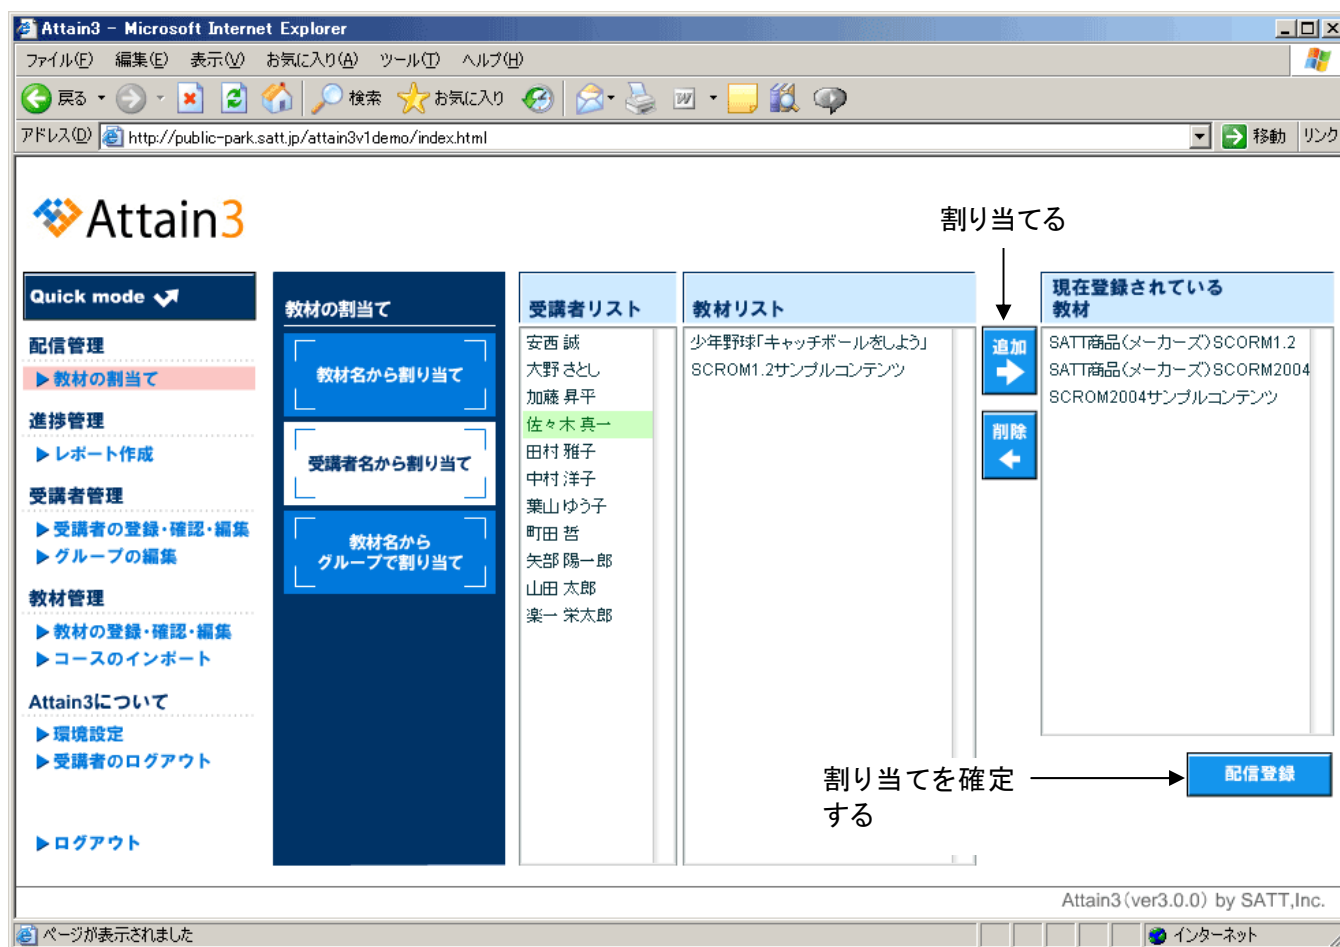 Attain3 - Microsoft Internet Explorer
ファイル(F) 編集(E) 表示(V) お気に入り(A) ツール(T) ヘルプ(H)
戻る 検索 お気に入り
アドレス(D) http://public-park.satt.jp/attain3v1demo/index.html 移動 リンク
Attain3
割り当てる
Quick mode
配信管理
教材の割当て
進捗管理
レポート作成
受講者管理
受講者の登録・確認・編集
グループの編集
教材管理
教材の登録・確認・編集
コースのインポート
Attain3について
環境設定
受講者のログアウト
ログアウト
教材の割当て
教材名から割り当て
受講者名から割り当て
教材名から
グループで割り当て
受講者リスト
安西 誠
大野 さとし
加藤 昇平
佐々木 真一
田村 雅子
中村 洋子
葉山 ゆう子
町田 哲
矢部 陽一郎
山田 太郎
楽一 栄太郎
教材リスト
少年野球「キャッチボールをしよう」
SCROM1.2サンプルコンテンツ
追加
削除
現在登録されている
教材
SATT商品(メーカーズ)SCORM1.2
SATT商品(メーカーズ)SCORM2004
SCROM2004サンプルコンテンツ
割り当てを確定
する
配信登録
Attain3(ver3.0.0) by SATT,Inc.
ページが表示されました インターネット